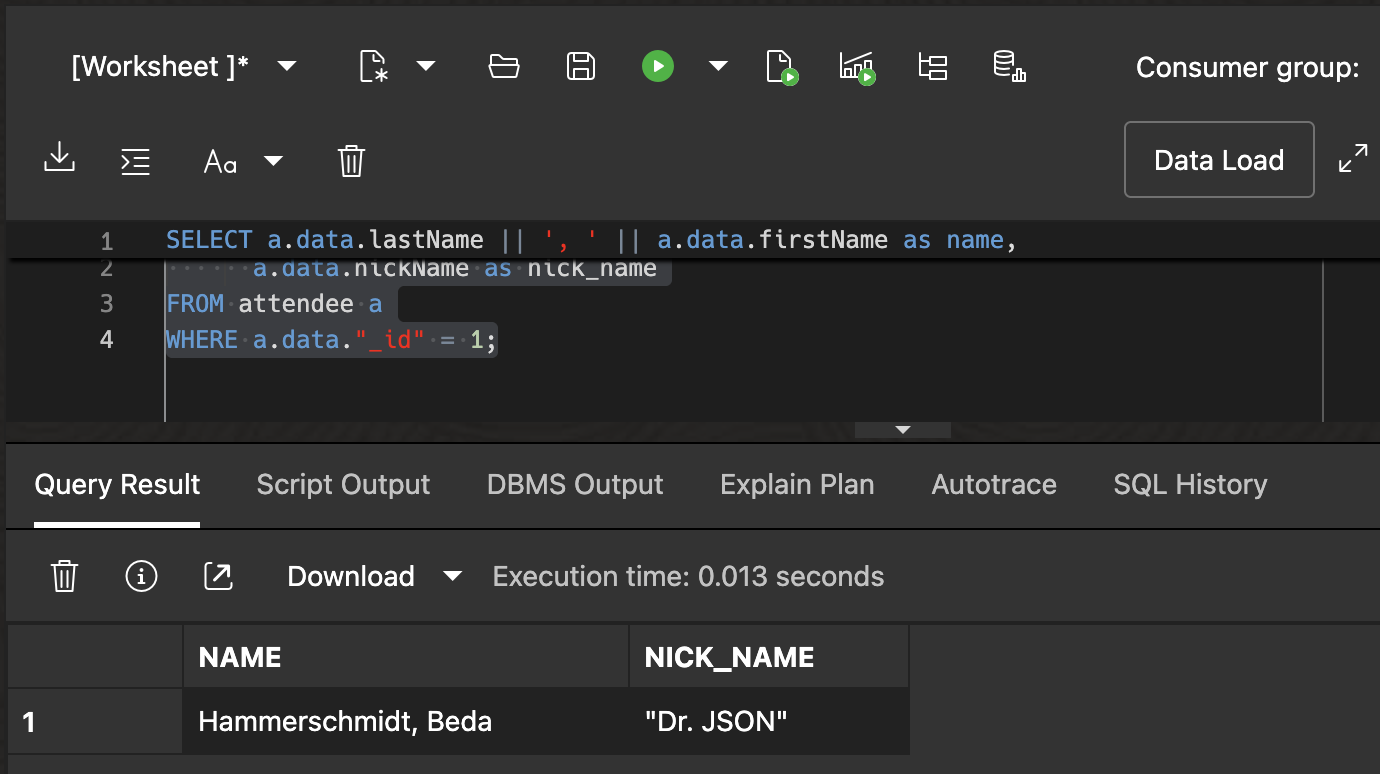 [Worksheet ]*
Consumer group:
Aa
Data Load
1 SELECT a.data.lastName || ', ' || a.data.firstName as name,
2 a.data.nickName as nick_name
3 FROM attendee a
4 WHERE a.data."_id" = 1;
Query Result Script Output DBMS Output Explain Plan Autotrace SQL History
Download Execution time: 0.013 seconds
NAME NICK_NAME
1 Hammerschmidt, Beda "Dr. JSON"